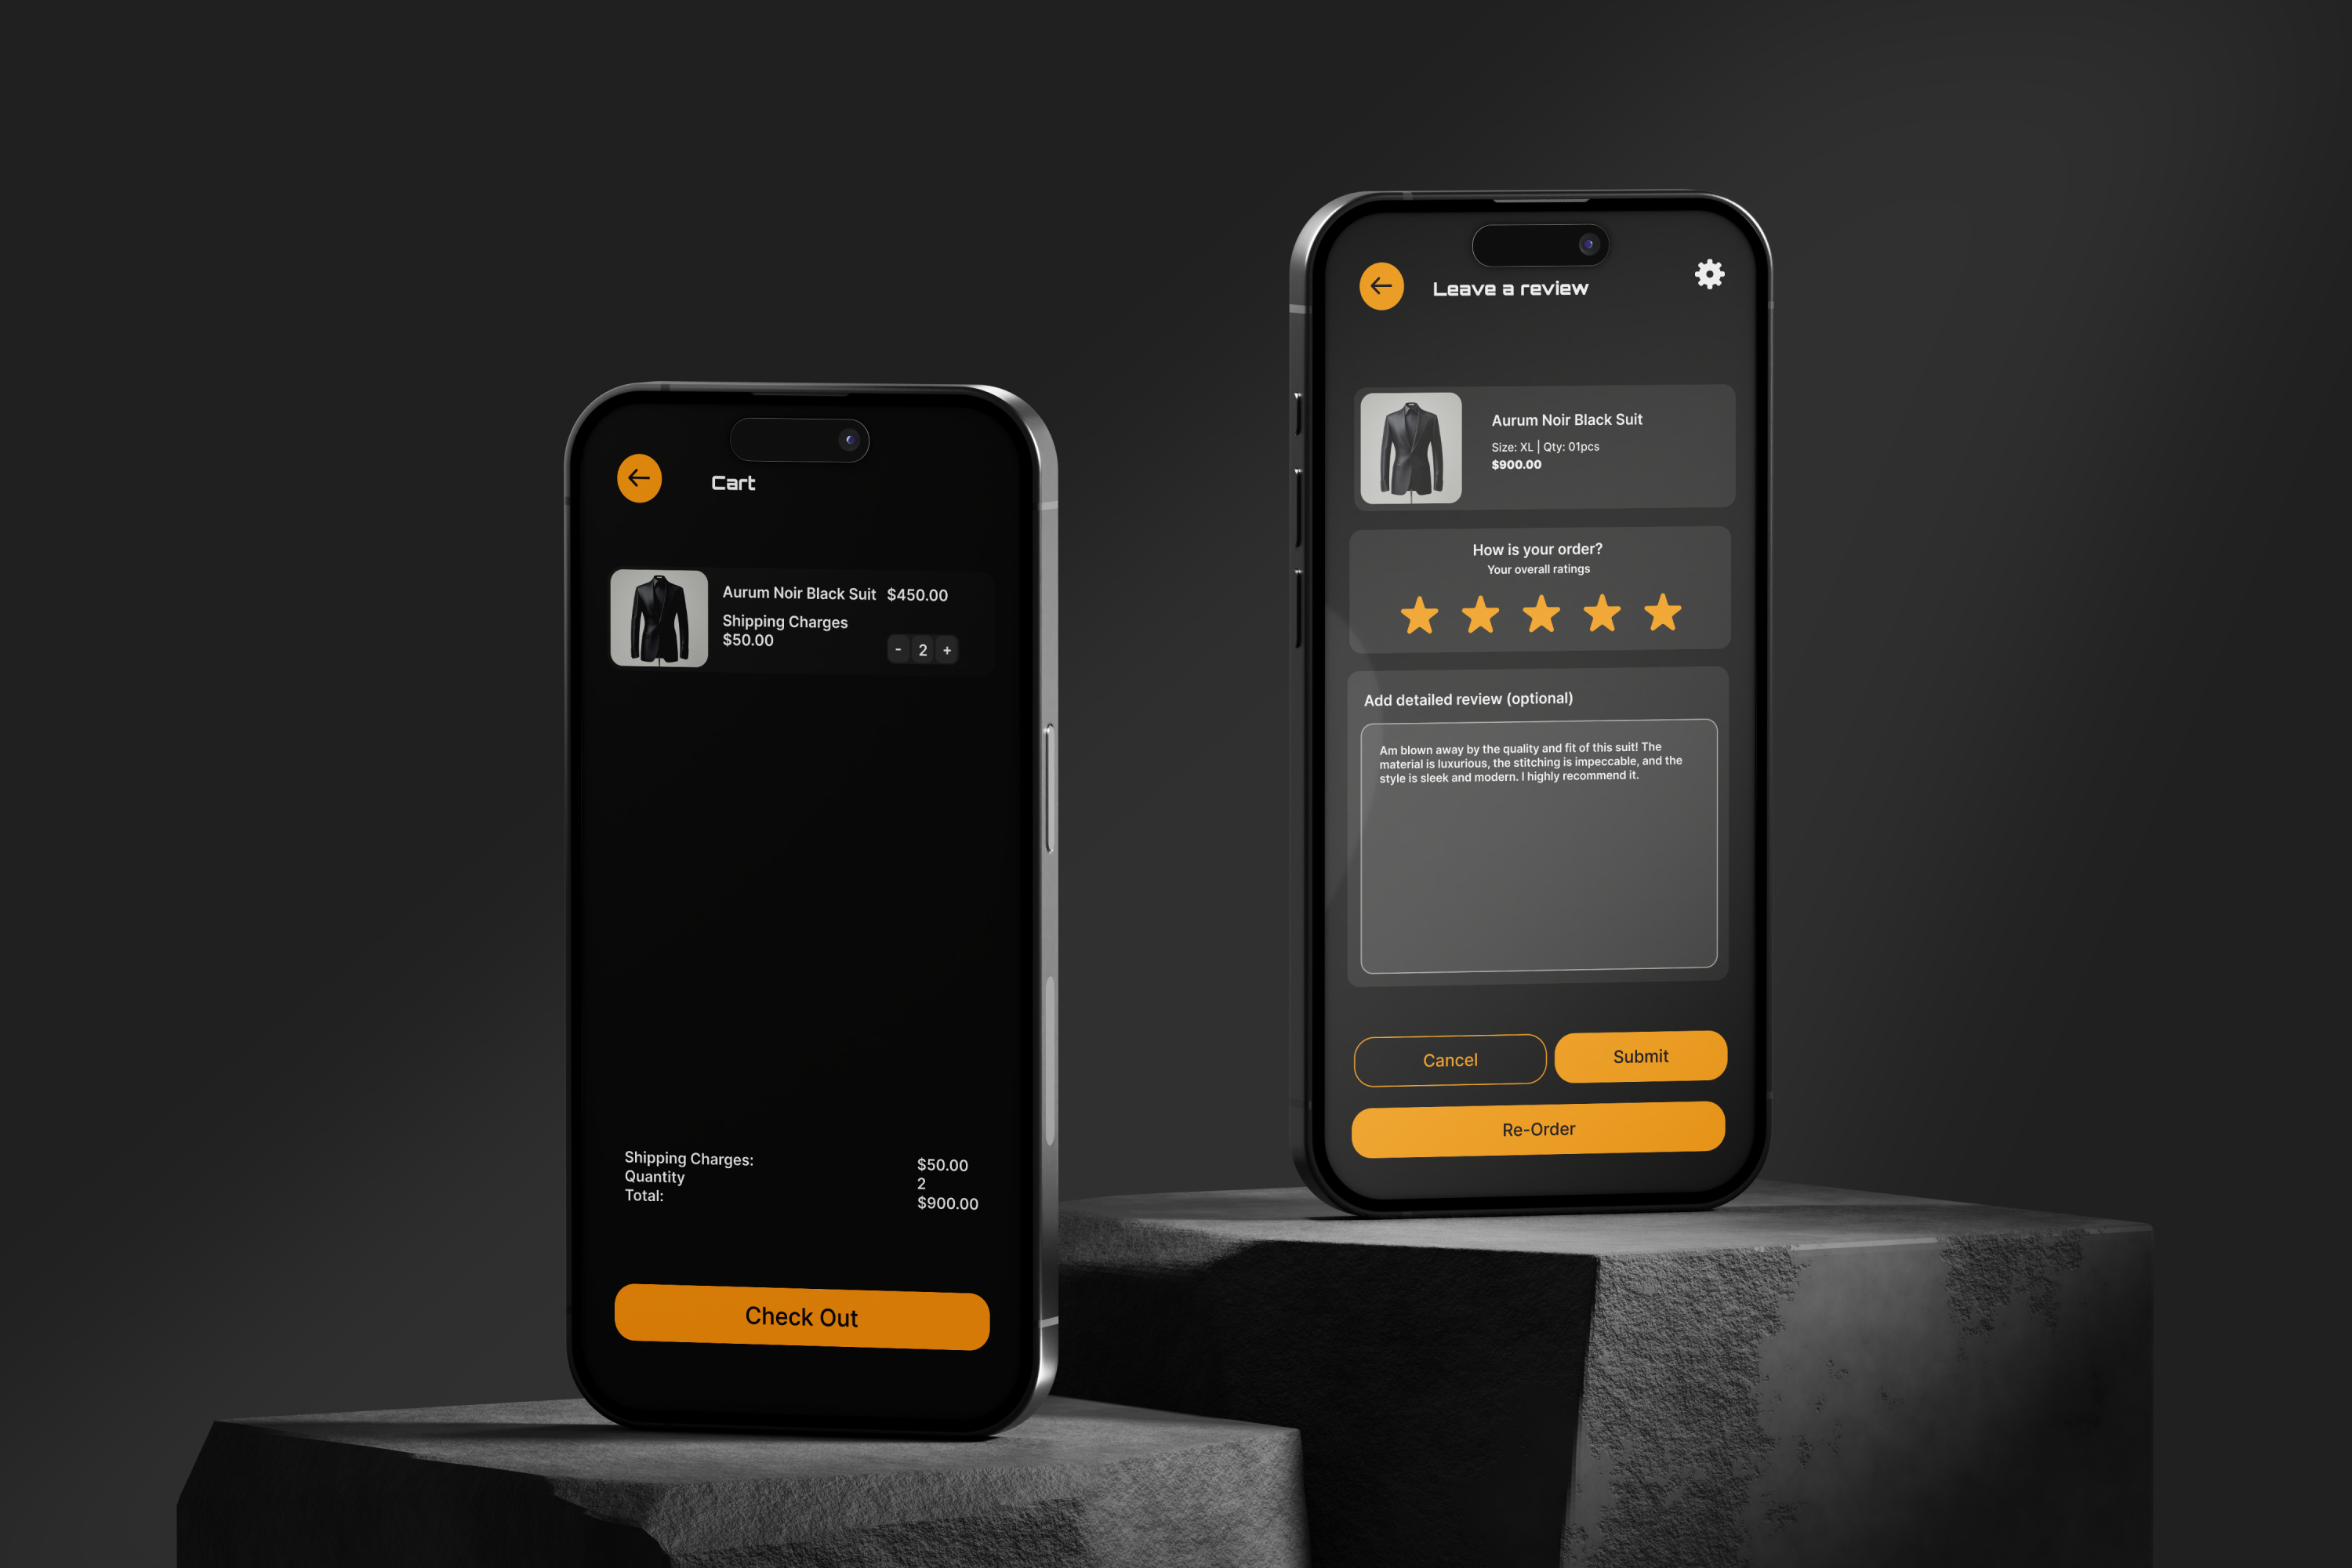 Cart
Aurum Noir Black Suit $450.00
Shipping Charges
$50.00
- 2 +
Shipping Charges: $50.00
Quantity 2
Total: $900.00
Check Out
Leave a review
Aurum Noir Black Suit
Size: XL | Qty: 01pcs
$900.00
How is your order?
Your overall ratings
Add detailed review (optional)
Am blown away by the quality and fit of this suit! The
material is luxurious, the stitching is impeccable, and the
style is sleek and modern. I highly recommend it.
Cancel Submit
Re-Order